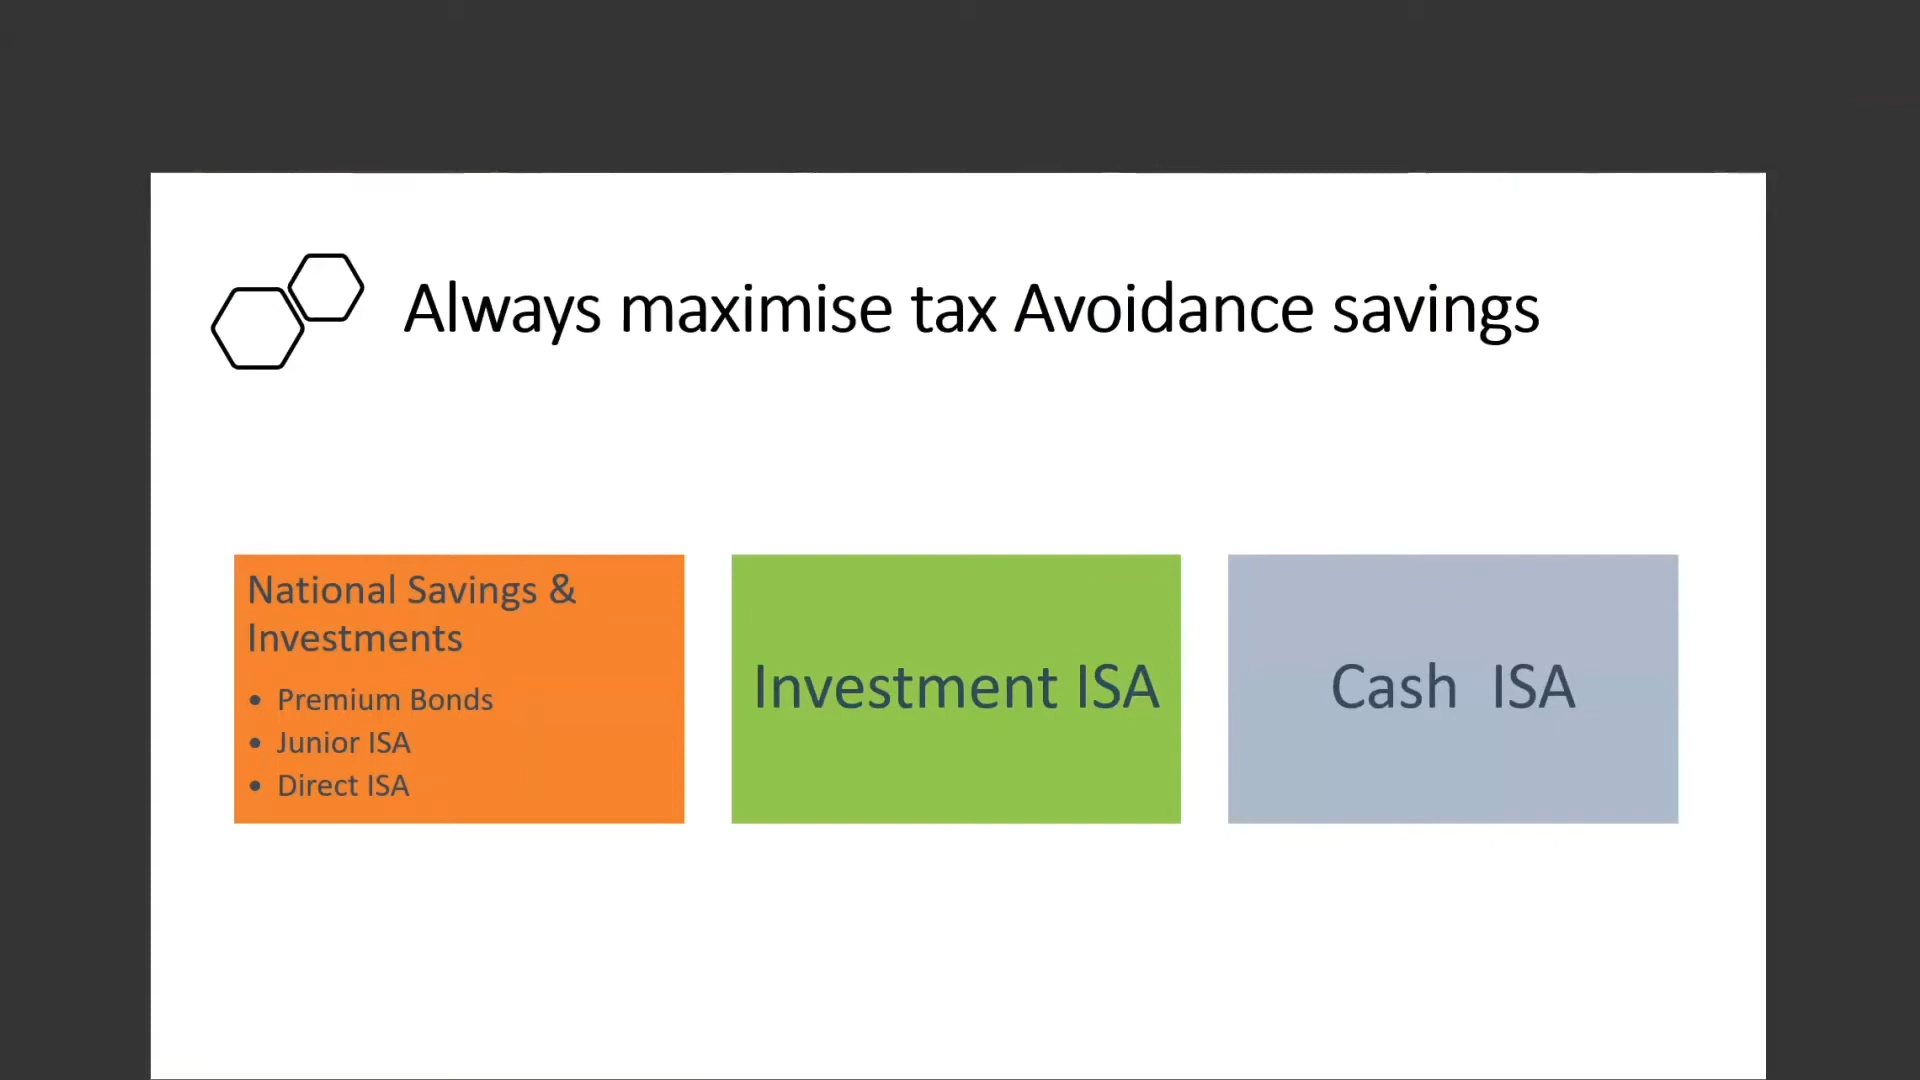 Always maximise tax Avoidance savings
National Savings &
Investments
• Premium Bonds
• Junior ISA
• Direct ISA
Investment ISA
Cash  ISA